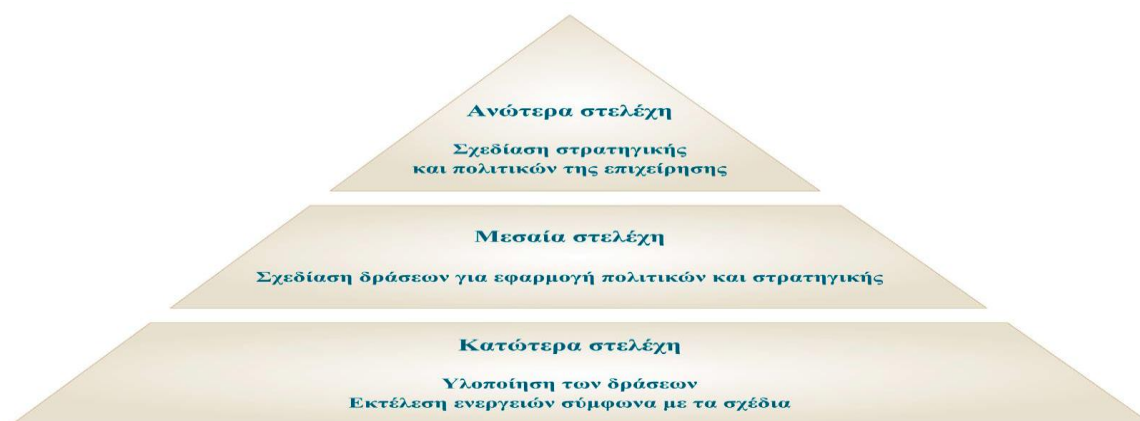 Ανώτερα στελέχη
Σχεδίαση στρατηγικής
και πολιτικών της επιχείρησης
Μεσαία στελέχη
Σχεδίαση δράσεων για εφαρμογή πολιτικών και στρατηγικής
Κατώτερα στελέχη
Υλοποίηση των δράσεων
Εκτέλεση ενεργειών σύμφωνα με τα σχέδια